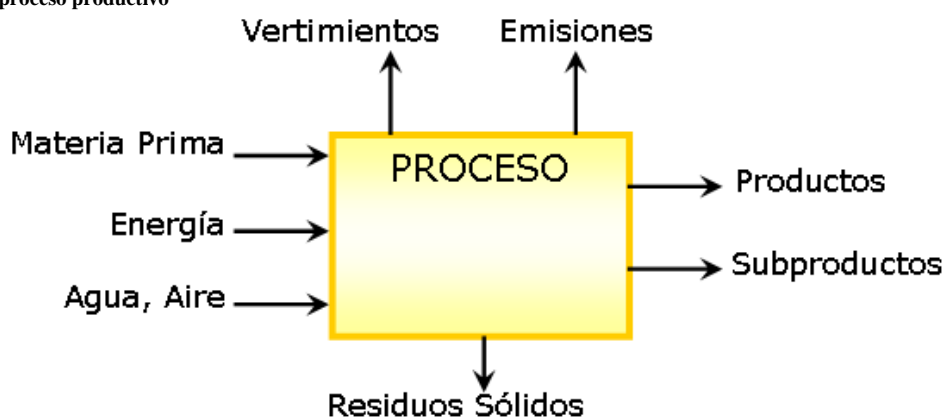 proceso productivo
Vertimientos Emisiones
Materia Prima
PROCESO
Productos
Energía
Subproductos
Agua, Aire
Residuos Sólidos